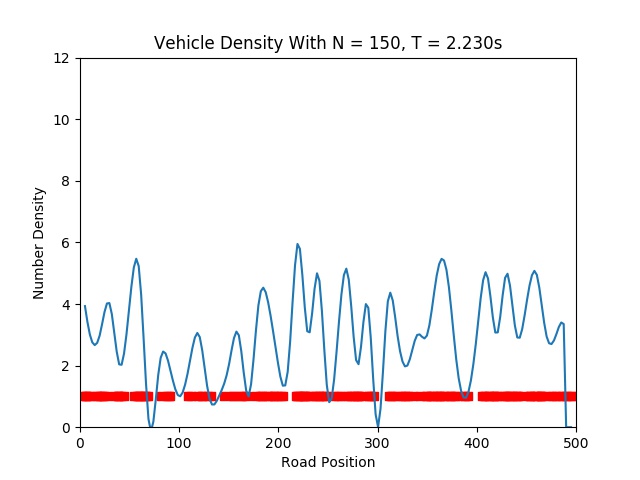 Vehicle Density With N = 150, T = 2.230s
12
10
8
6
4
2
0
Number Density
0 100 200 300 400 500
Road Position